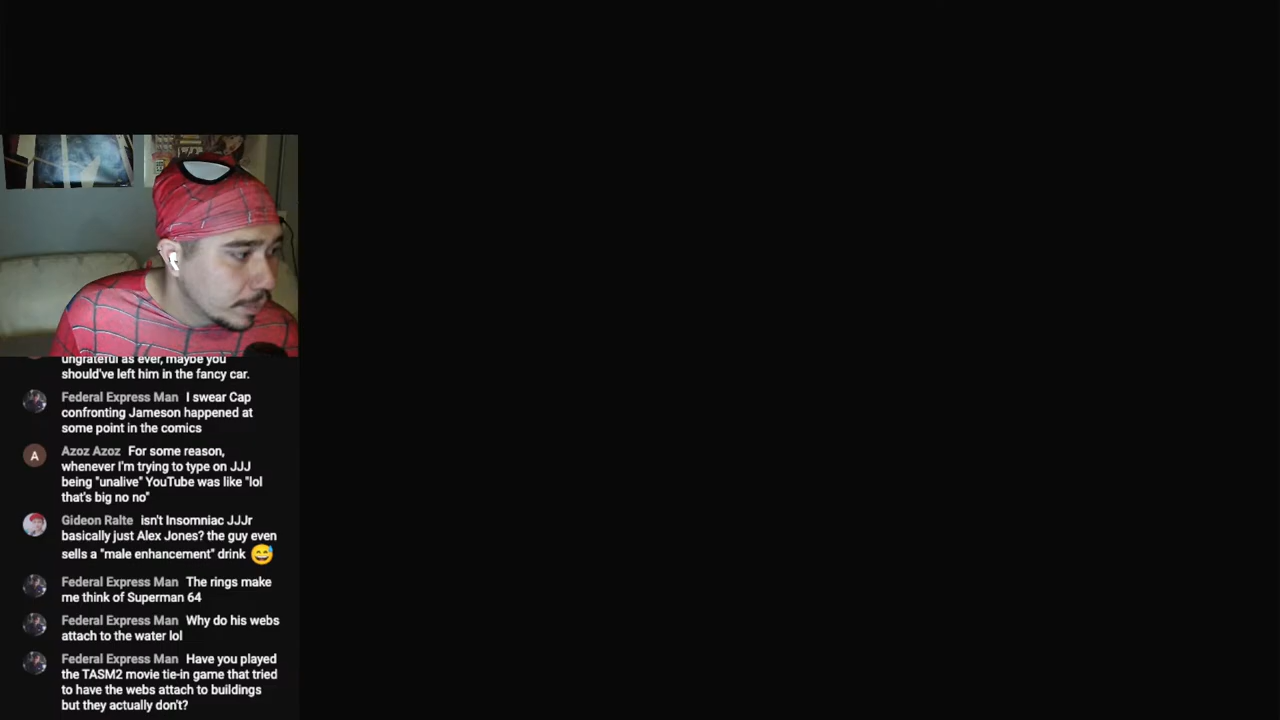 ungrateful as ever, maybe you
should've left him in the fancy car.
Federal Express Man I swear Cap
confronting Jameson happened at
some point in the comics
A
Azoz Azoz For some reason,
whenever I'm trying to type on JJJ
being "unalive" YouTube was like "lol
that's big no no"
Gideon Ralte isn't Insomniac JJJr
basically just Alex Jones? the guy even
sells a "male enhancement" drink 😅
Federal Express Man The rings make
me think of Superman 64
Federal Express Man Why do his webs
attach to the water lol
Federal Express Man Have you played
the TASM2 movie tie-in game that tried
to have the webs attach to buildings
but they actually don't?